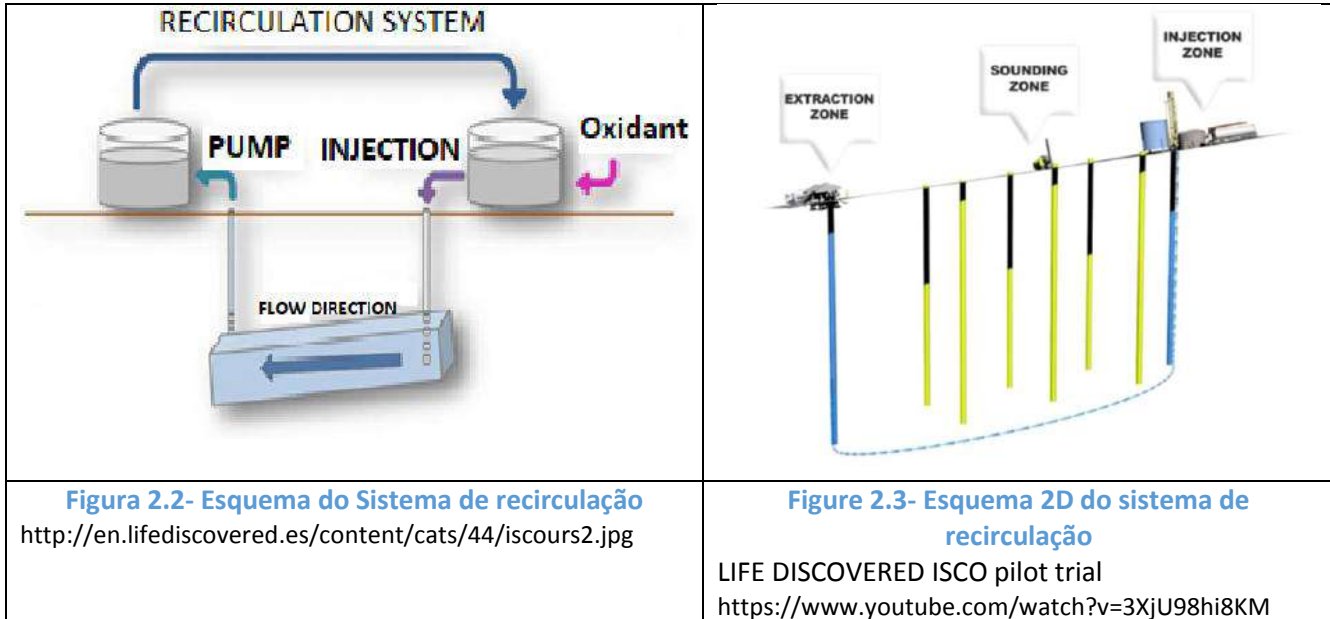 RECIRCULATION SYSTEM
PUMP
INJECTION
Oxidant
FLOW DIRECTION
EXTRACTION
ZONE
SOUNDING
ZONE
INJECTION
ZONE
Figura 2.2- Esquema do Sistema de recirculação
http://en.lifediscovered.es/content/cats/44/iscours2.jpg
Figure 2.3- Esquema 2D do sistema de
recirculação
LIFE DISCOVERED ISCO pilot trial
https://www.youtube.com/watch?v=3XjU98hi8KM